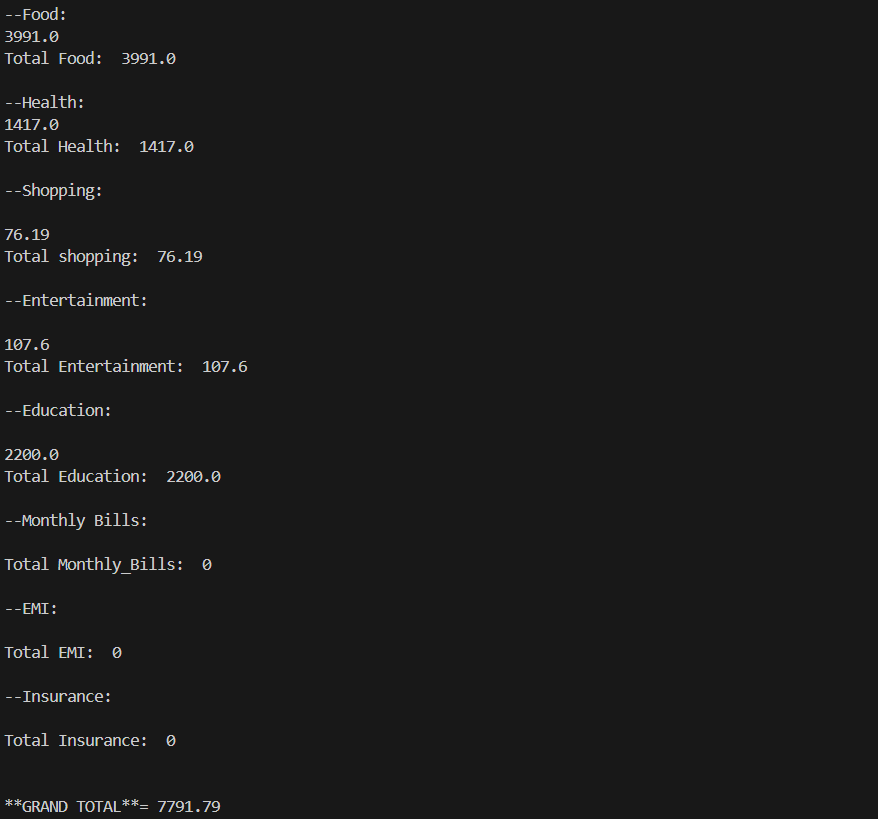 --Food:
3991.0
Total Food:  3991.0
--Health:
1417.0
Total Health:  1417.0
--Shopping:
76.19
Total shopping:  76.19
--Entertainment:
107.6
Total Entertainment:  107.6
--Education:
2200.0
Total Education:  2200.0
--Monthly Bills:
Total Monthly_Bills:  0
--EMI:
Total EMI:  0
--Insurance:
Total Insurance:  0
**GRAND TOTAL**= 7791.79